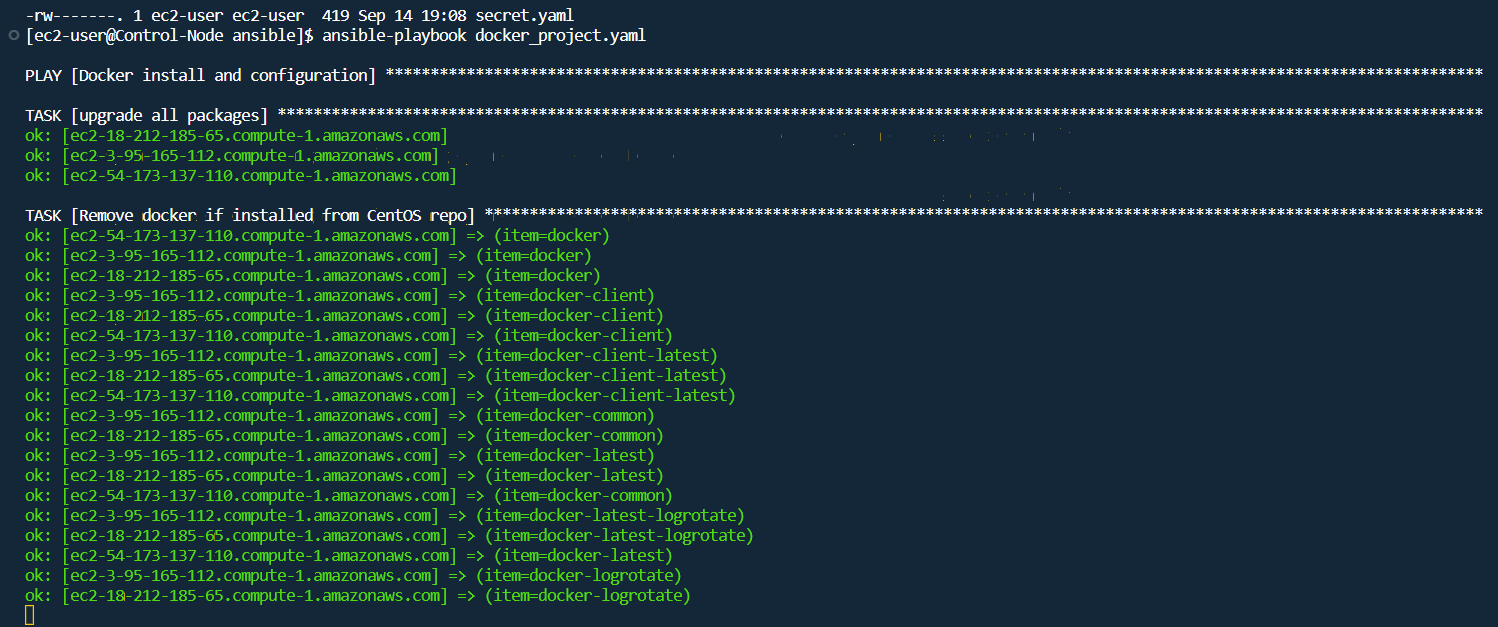 -rw-------. 1 ec2-user ec2-user  419 Sep 14 19:08 secret.yaml
[ec2-user@Control-Node ansible]$ ansible-playbook docker_project.yaml
PLAY [Docker install and configuration] **************************************************************************************************************************
TASK [upgrade all packages] **************************************************************************************************************************************
ok: [ec2-18-212-185-65.compute-1.amazonaws.com]
ok: [ec2-3-95-165-112.compute-1.amazonaws.com]
ok: [ec2-54-173-137-110.compute-1.amazonaws.com]
TASK [Remove docker if installed from CentOS repo] ***************************************************************************************************************
ok: [ec2-54-173-137-110.compute-1.amazonaws.com] => (item=docker)
ok: [ec2-3-95-165-112.compute-1.amazonaws.com] => (item=docker)
ok: [ec2-18-212-185-65.compute-1.amazonaws.com] => (item=docker)
ok: [ec2-3-95-165-112.compute-1.amazonaws.com] => (item=docker-client)
ok: [ec2-18-212-185-65.compute-1.amazonaws.com] => (item=docker-client)
ok: [ec2-54-173-137-110.compute-1.amazonaws.com] => (item=docker-client)
ok: [ec2-3-95-165-112.compute-1.amazonaws.com] => (item=docker-client-latest)
ok: [ec2-18-212-185-65.compute-1.amazonaws.com] => (item=docker-client-latest)
ok: [ec2-54-173-137-110.compute-1.amazonaws.com] => (item=docker-client-latest)
ok: [ec2-3-95-165-112.compute-1.amazonaws.com] => (item=docker-common)
ok: [ec2-18-212-185-65.compute-1.amazonaws.com] => (item=docker-common)
ok: [ec2-3-95-165-112.compute-1.amazonaws.com] => (item=docker-latest)
ok: [ec2-18-212-185-65.compute-1.amazonaws.com] => (item=docker-latest)
ok: [ec2-54-173-137-110.compute-1.amazonaws.com] => (item=docker-common)
ok: [ec2-3-95-165-112.compute-1.amazonaws.com] => (item=docker-latest-logrotate)
ok: [ec2-18-212-185-65.compute-1.amazonaws.com] => (item=docker-latest-logrotate)
ok: [ec2-54-173-137-110.compute-1.amazonaws.com] => (item=docker-latest)
ok: [ec2-3-95-165-112.compute-1.amazonaws.com] => (item=docker-logrotate)
ok: [ec2-18-212-185-65.compute-1.amazonaws.com] => (item=docker-logrotate)